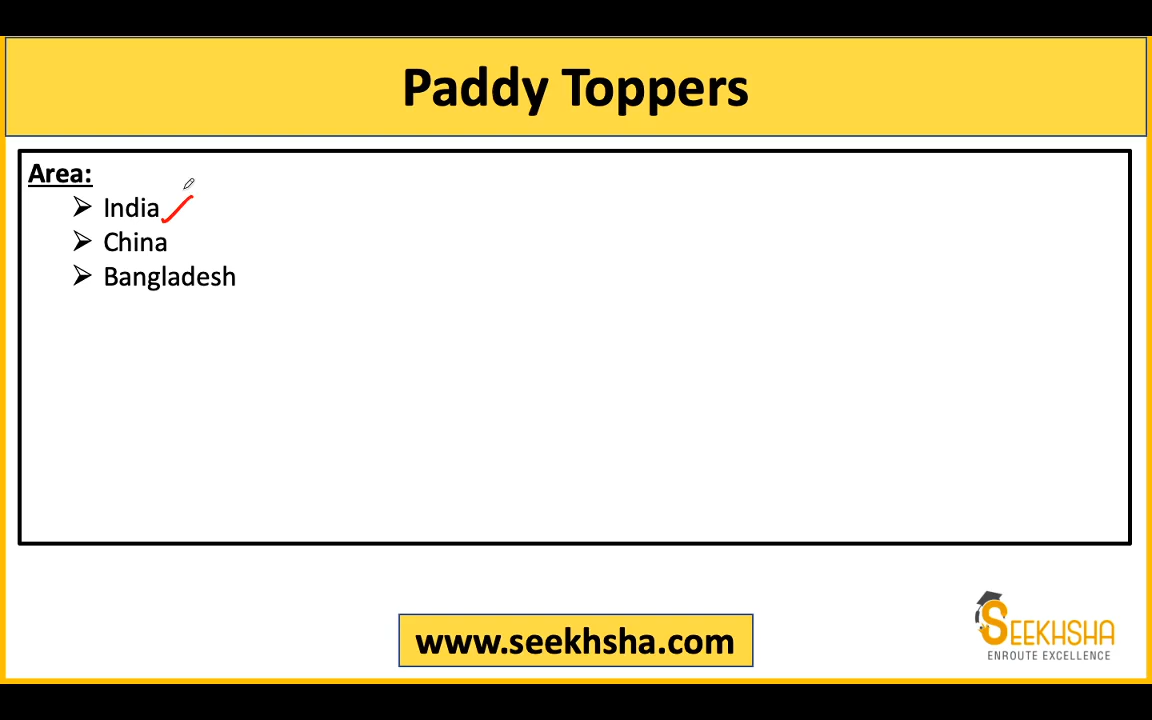 Paddy Toppers
Area:
➢ India
➢ China
➢ Bangladesh
www.seekhsha.com
SEEKHSHA
ENROUTE EXCELLENCE